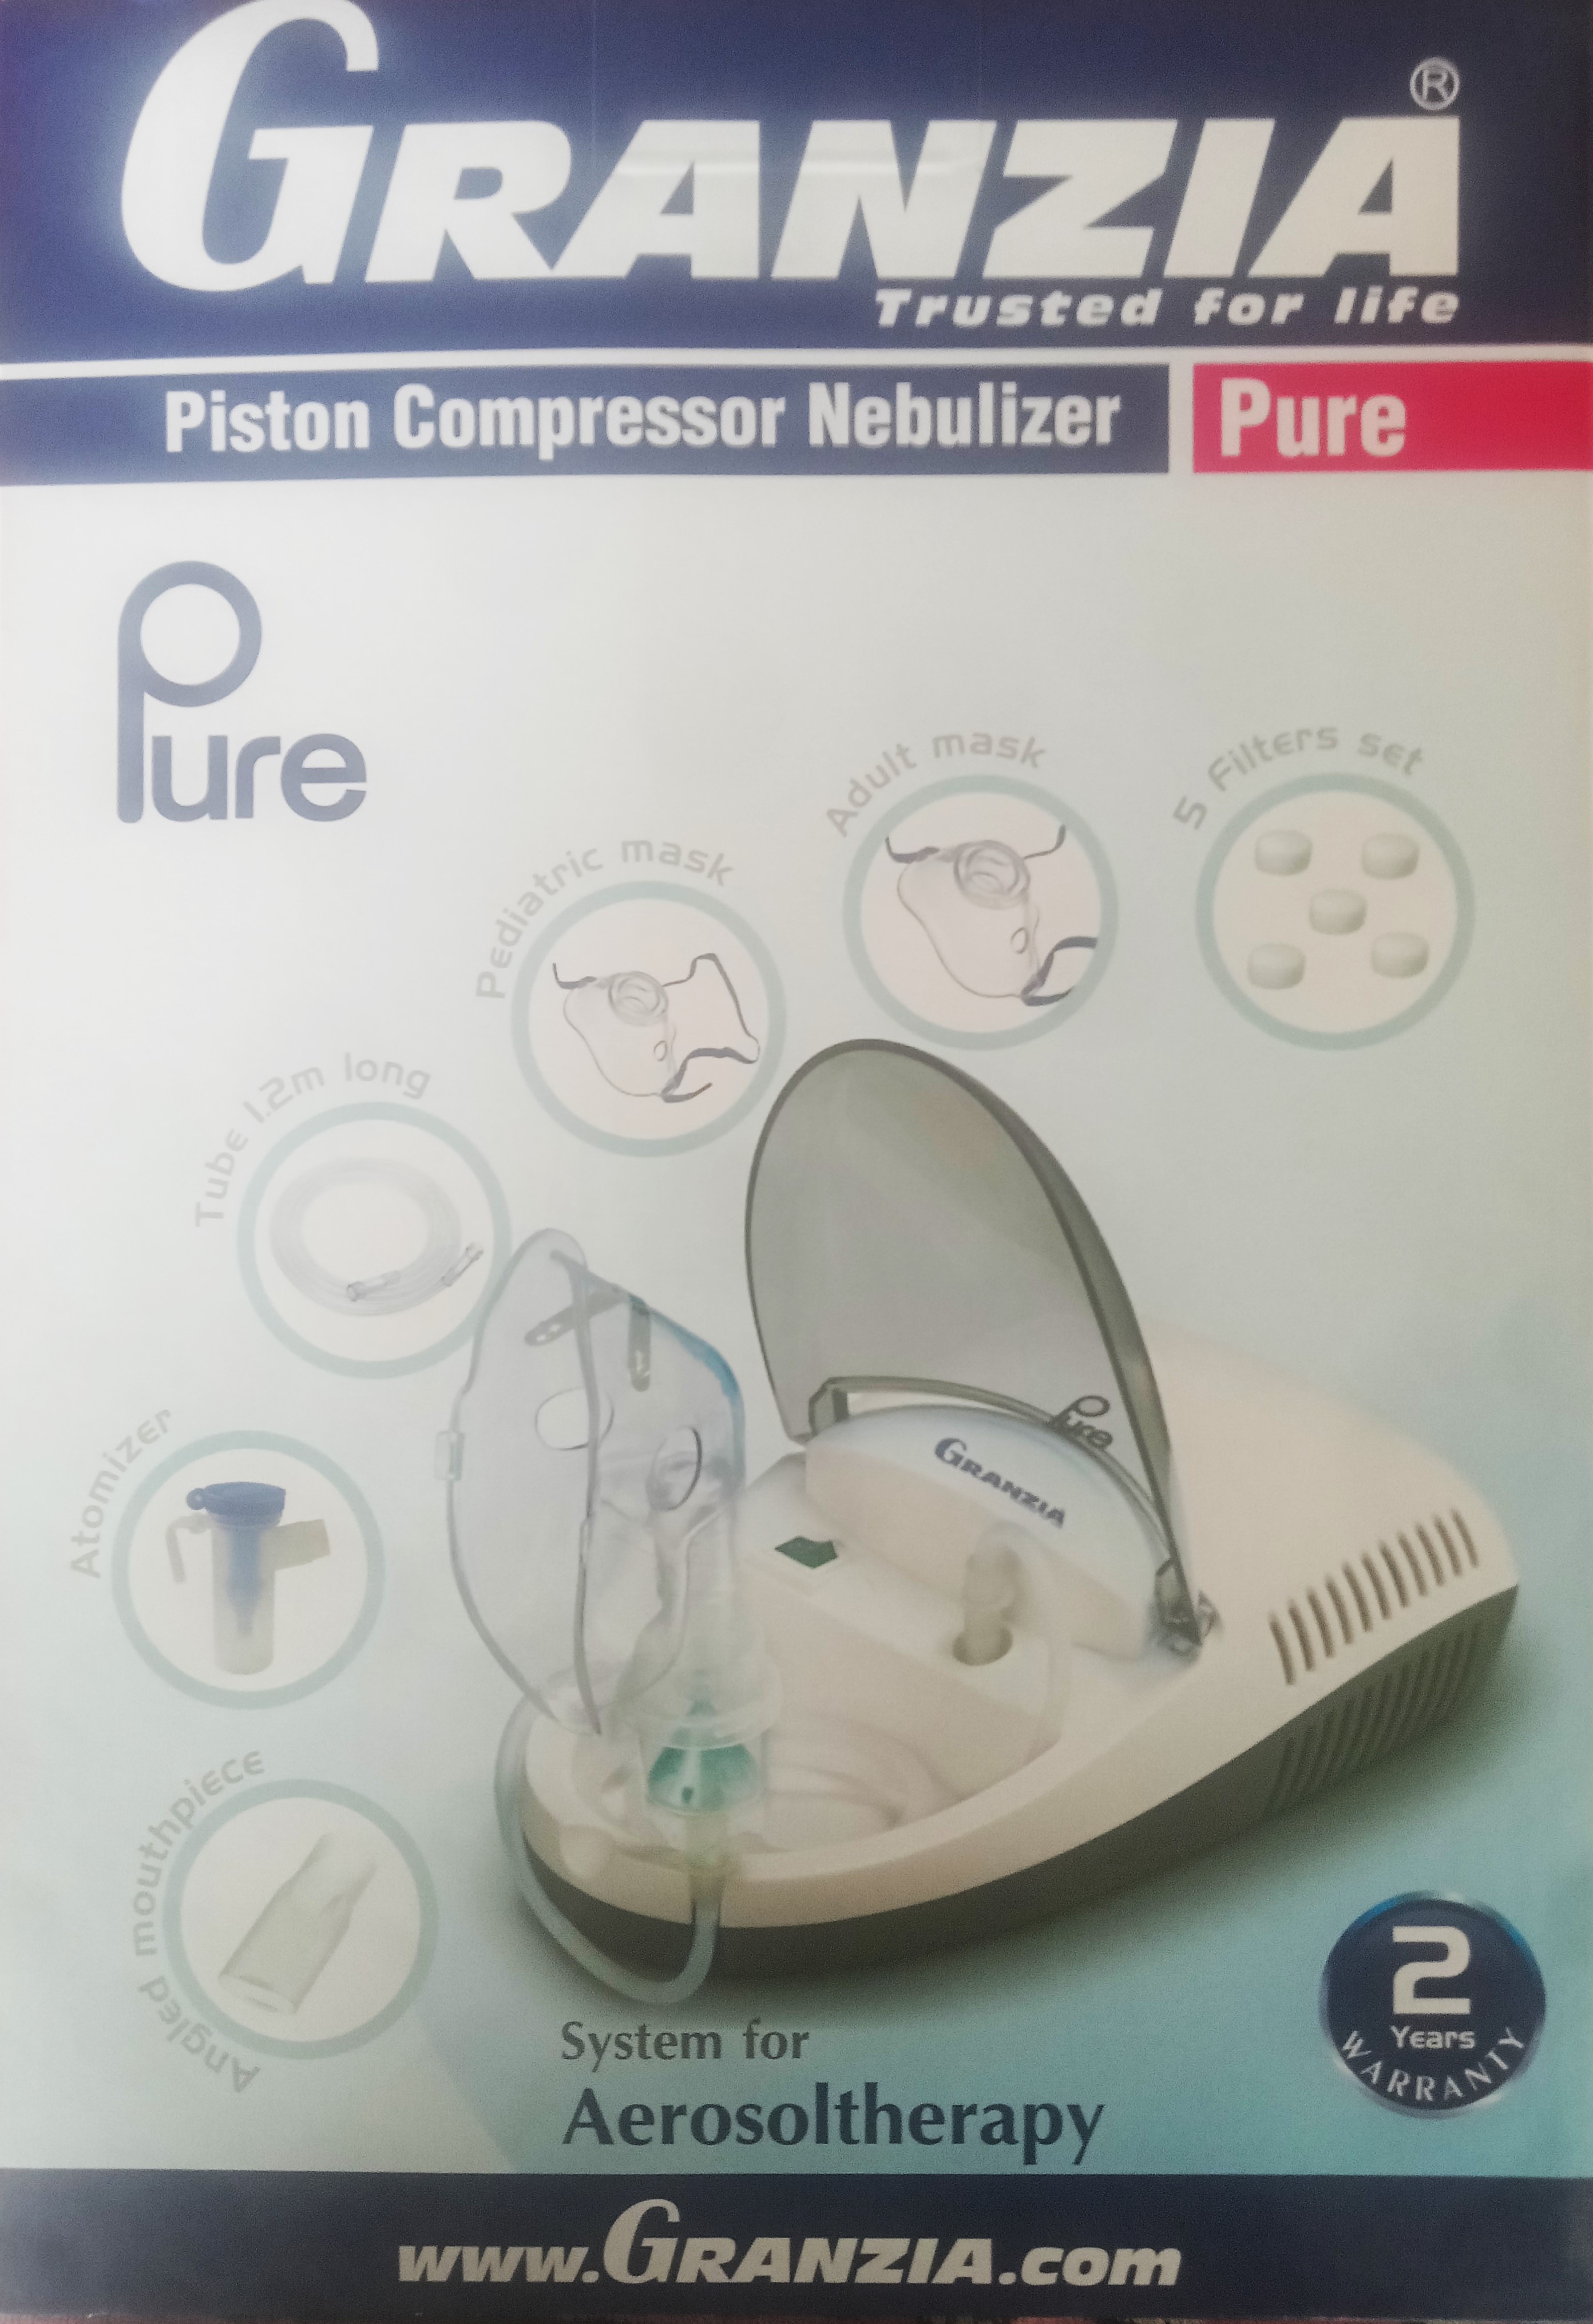 GRANZIA®
Trusted for life
Piston Compressor Nebulizer
Pure
Pure
Adult mask
5 Filters set
Pediatric mask
Tube 1.2m long
Pure
GRANZIA
Atomizer
Angled mouthpiece
2
Years
WARRANTY
System for
Aerosoltherapy
www.GRANZIA.com